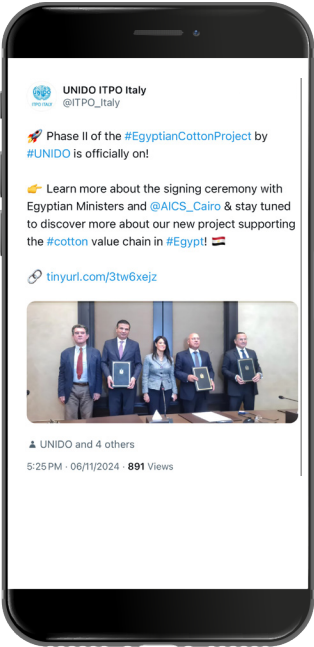 UNIDO ITPO Italy
@ITPO_Italy
ITPO ITALY
🚀 Phase II of the #EgyptianCottonProject by
#UNIDO is officially on!
👉 Learn more about the signing ceremony with
Egyptian Ministers and @AICS_Cairo & stay tuned
to discover more about our new project supporting
the #cotton value chain in #Egypt! 🇪🇬
🔗 tinyurl.com/3tw6xejz
UNIDO and 4 others
5:25 PM · 06/11/2024 · 891 Views